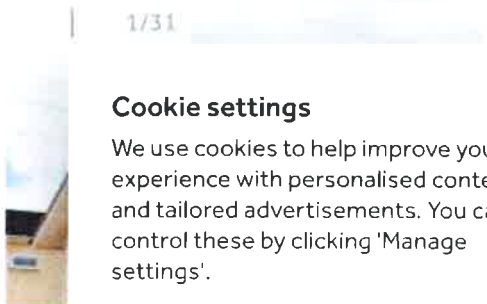 1/31
Cookie settings
We use cookies to help improve you
experience with personalised conte
and tailored advertisements. You ca
control these by clicking 'Manage
settings'.